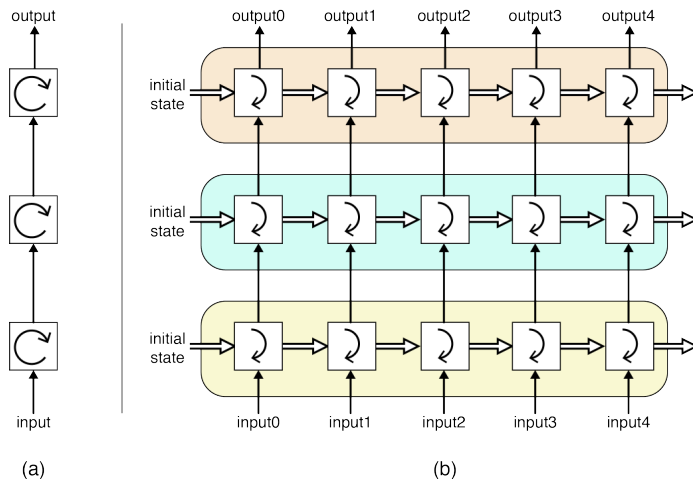 output
input
(a)
output0 output1 output2 output3 output4
initial
state
initial
state
initial
state
input0 input1 input2 input3 input4
(b)